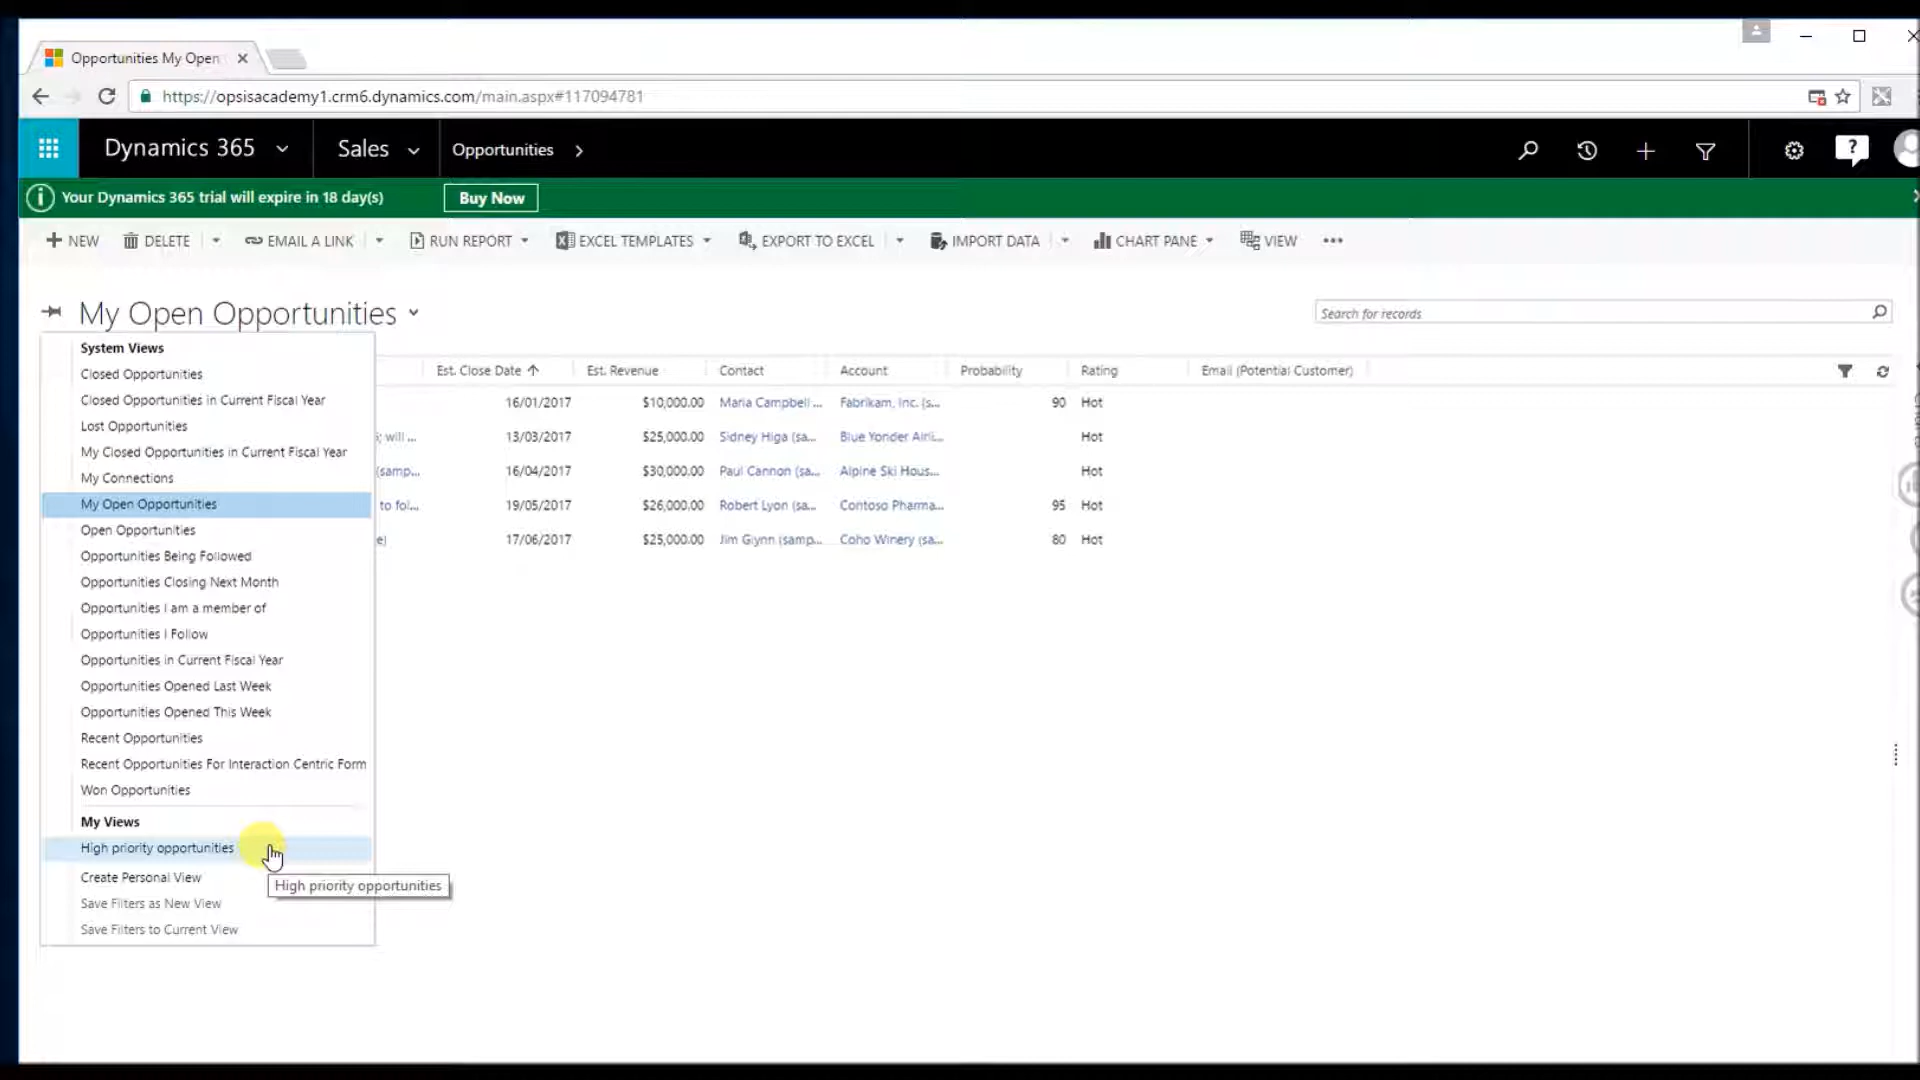 Opportunities My Open
https://opsisacademy1.crm6.dynamics.com/main.aspx#117094781
Dynamics 365 Sales Opportunities
Your Dynamics 365 trial will expire in 18 day(s) Buy Now
NEW DELETE EMAIL A LINK RUN REPORT EXCEL TEMPLATES EXPORT TO EXCEL IMPORT DATA CHART PANE VIEW
My Open Opportunities Search for records
System Views
Closed Opportunities
Closed Opportunities in Current Fiscal Year
Lost Opportunities
My Closed Opportunities in Current Fiscal Year
My Connections
My Open Opportunities
Open Opportunities
Opportunities Being Followed
Opportunities Closing Next Month
Opportunities I am a member of
Opportunities I Follow
Opportunities in Current Fiscal Year
Opportunities Opened Last Week
Opportunities Opened This Week
Recent Opportunities
Recent Opportunities For Interaction Centric Form
Won Opportunities
My Views
High priority opportunities
High priority opportunities
Create Personal View
Save Filters as New View
Save Filters to Current View
Est. Close Date Est. Revenue Contact Account Probability Rating Email (Potential Customer)
16/01/2017 $10,000.00 Maria Campbell ... Fabrikam, Inc. (s... 90 Hot
; will ... 13/03/2017 $25,000.00 Sidney Higa (sa... Blue Yonder Airli... Hot
(samp... 16/04/2017 $30,000.00 Paul Cannon (sa... Alpine Ski Hous... Hot
to fol... 19/05/2017 $26,000.00 Robert Lyon (sa... Contoso Pharma... 95 Hot
e) 17/06/2017 $25,000.00 Jim Glynn (samp... Coho Winery (sa... 80 Hot